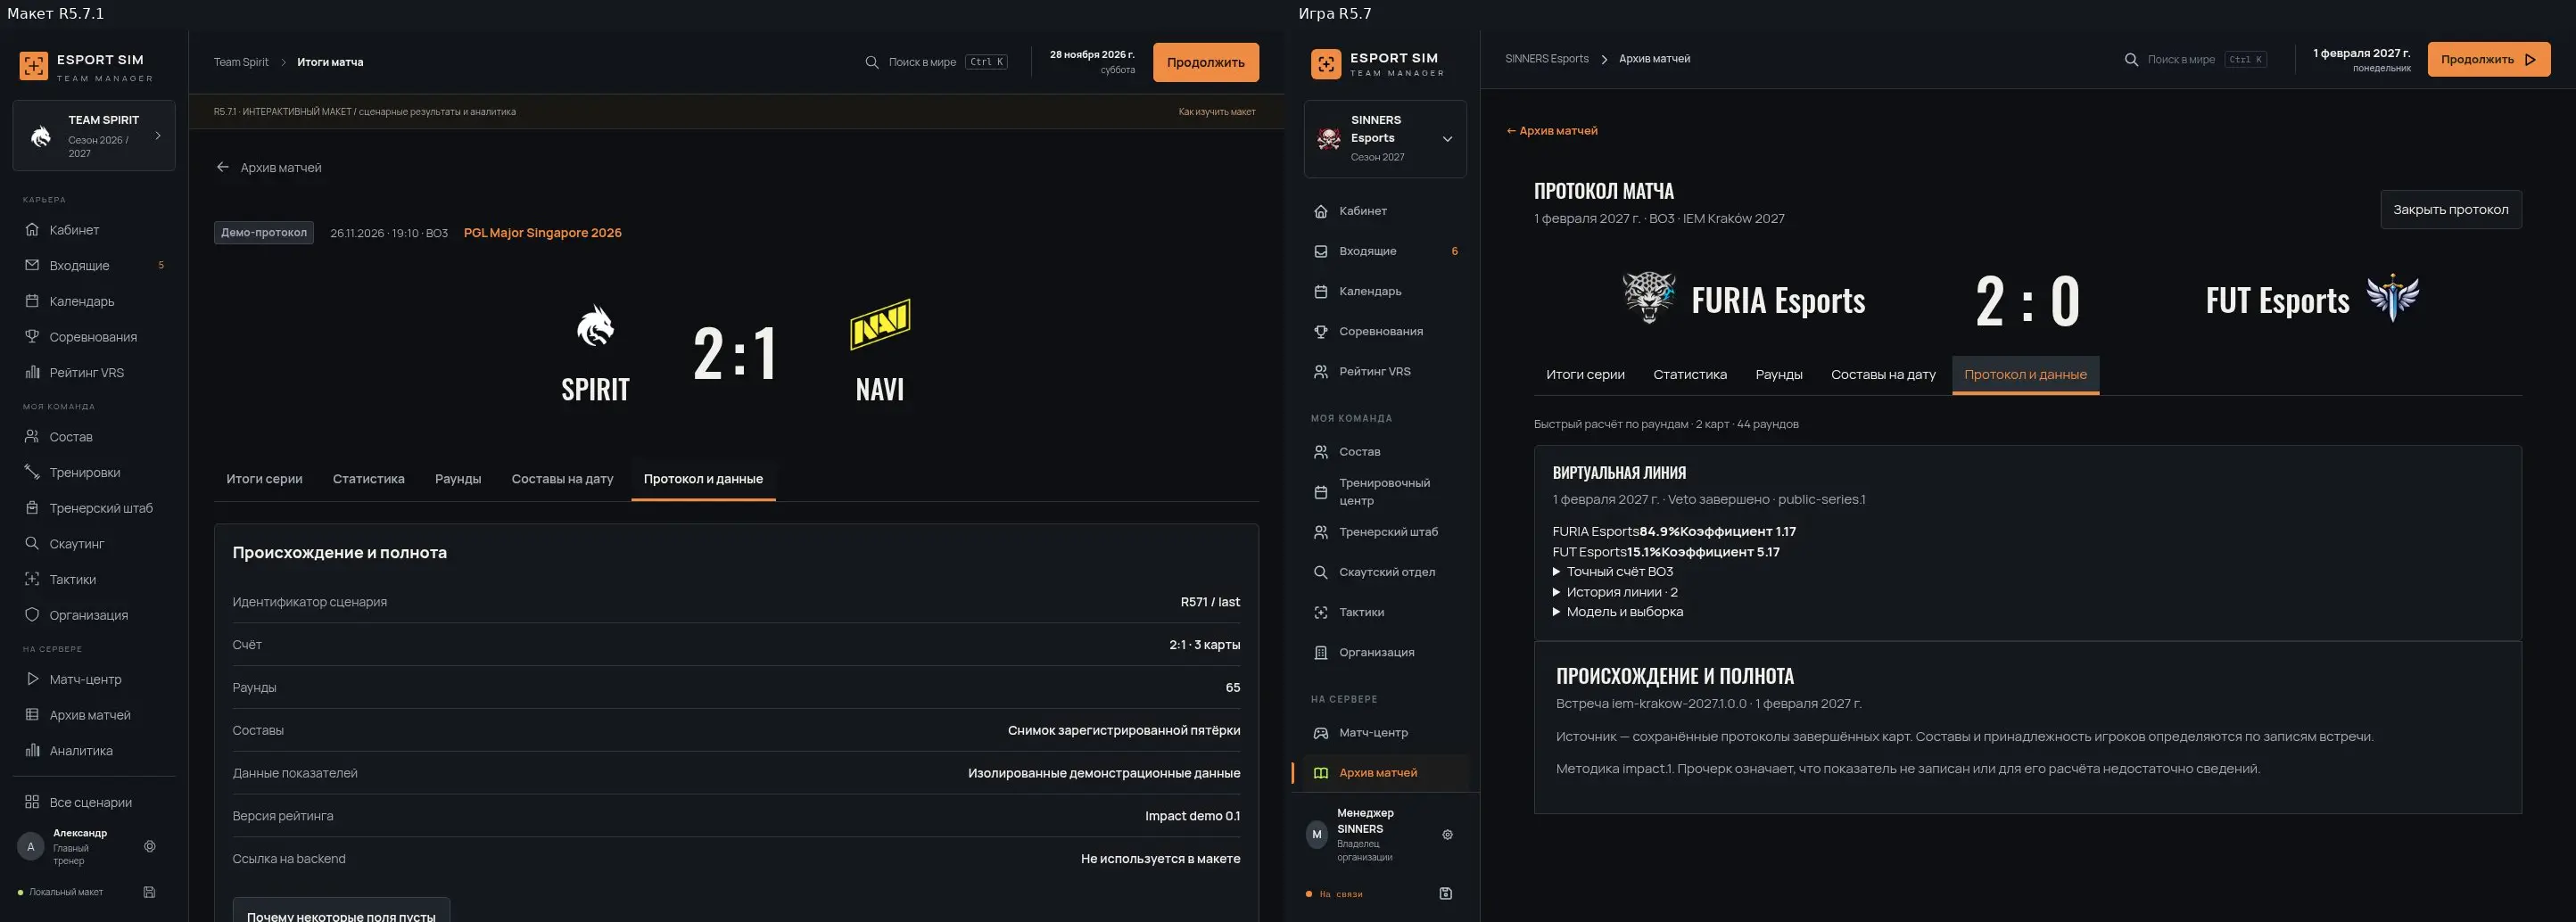 Макет R5.7.1
ESPORT SIM
TEAM MANAGER
TEAM SPIRIT
Сезон 2026 /
2027
КАРЬЕРА
Кабинет
Входящие 5
Календарь
Соревнования
Рейтинг VRS
МОЯ КОМАНДА
Состав
Тренировки
Тренерский штаб
Скаутинг
Тактики
Организация
НА СЕРВЕРЕ
Матч-центр
Архив матчей
Аналитика
Все сценарии
А
Александр
Главный
тренер
Локальный макет
Team Spirit > Итоги матча
Поиск в мире Ctrl K
28 ноября 2026 г.
суббота
Продолжить
R5.7.1 · ИНТЕРАКТИВНЫЙ МАКЕТ / сценарные результаты и аналитика
Как изучить макет
← Архив матчей
Демо-протокол 26.11.2026 · 19:10 · BO3 PGL Major Singapore 2026
SPIRIT
2:1
NAVI
NAVI
Итоги серии Статистика Раунды Составы на дату Протокол и данные
Происхождение и полнота
Идентификатор сценария R571 / last
Счёт 2:1 · 3 карты
Раунды 65
Составы Снимок зарегистрированной пятёрки
Данные показателей Изолированные демонстрационные данные
Версия рейтинга Impact demo 0.1
Ссылка на backend Не используется в макете
Почему некоторые поля пусты
Игра R5.7
ESPORT SIM
TEAM MANAGER
SINNERS
Esports
Сезон 2027
Кабинет
Входящие 6
Календарь
Соревнования
Рейтинг VRS
МОЯ КОМАНДА
Состав
Тренировочный
центр
Тренерский штаб
Скаутский отдел
Тактики
Организация
НА СЕРВЕРЕ
Матч-центр
Архив матчей
М
Менеджер
SINNERS
Владелец
организации
На связи
SINNERS Esports > Архив матчей
Поиск в мире Ctrl K
1 февраля 2027 г.
понедельник
Продолжить
← Архив матчей
ПРОТОКОЛ МАТЧА
1 февраля 2027 г. · BO3 · IEM Kraków 2027
Закрыть протокол
FURIA Esports 2 : 0 FUT Esports
Итоги серии Статистика Раунды Составы на дату Протокол и данные
Быстрый расчёт по раундам · 2 карт · 44 раундов
ВИРТУАЛЬНАЯ ЛИНИЯ
1 февраля 2027 г. · Veto завершено · public-series.1
FURIA Esports84.9%Коэффициент 1.17
FUT Esports15.1%Коэффициент 5.17
▶ Точный счёт BO3
▶ История линии · 2
▶ Модель и выборка
ПРОИСХОЖДЕНИЕ И ПОЛНОТА
Встреча iem-krakow-2027.1.0.0 · 1 февраля 2027 г.
Источник — сохранённые протоколы завершённых карт. Составы и принадлежность игроков определяются по записям встречи.
Методика impact.1. Прочерк означает, что показатель не записан или для его расчёта недостаточно сведений.